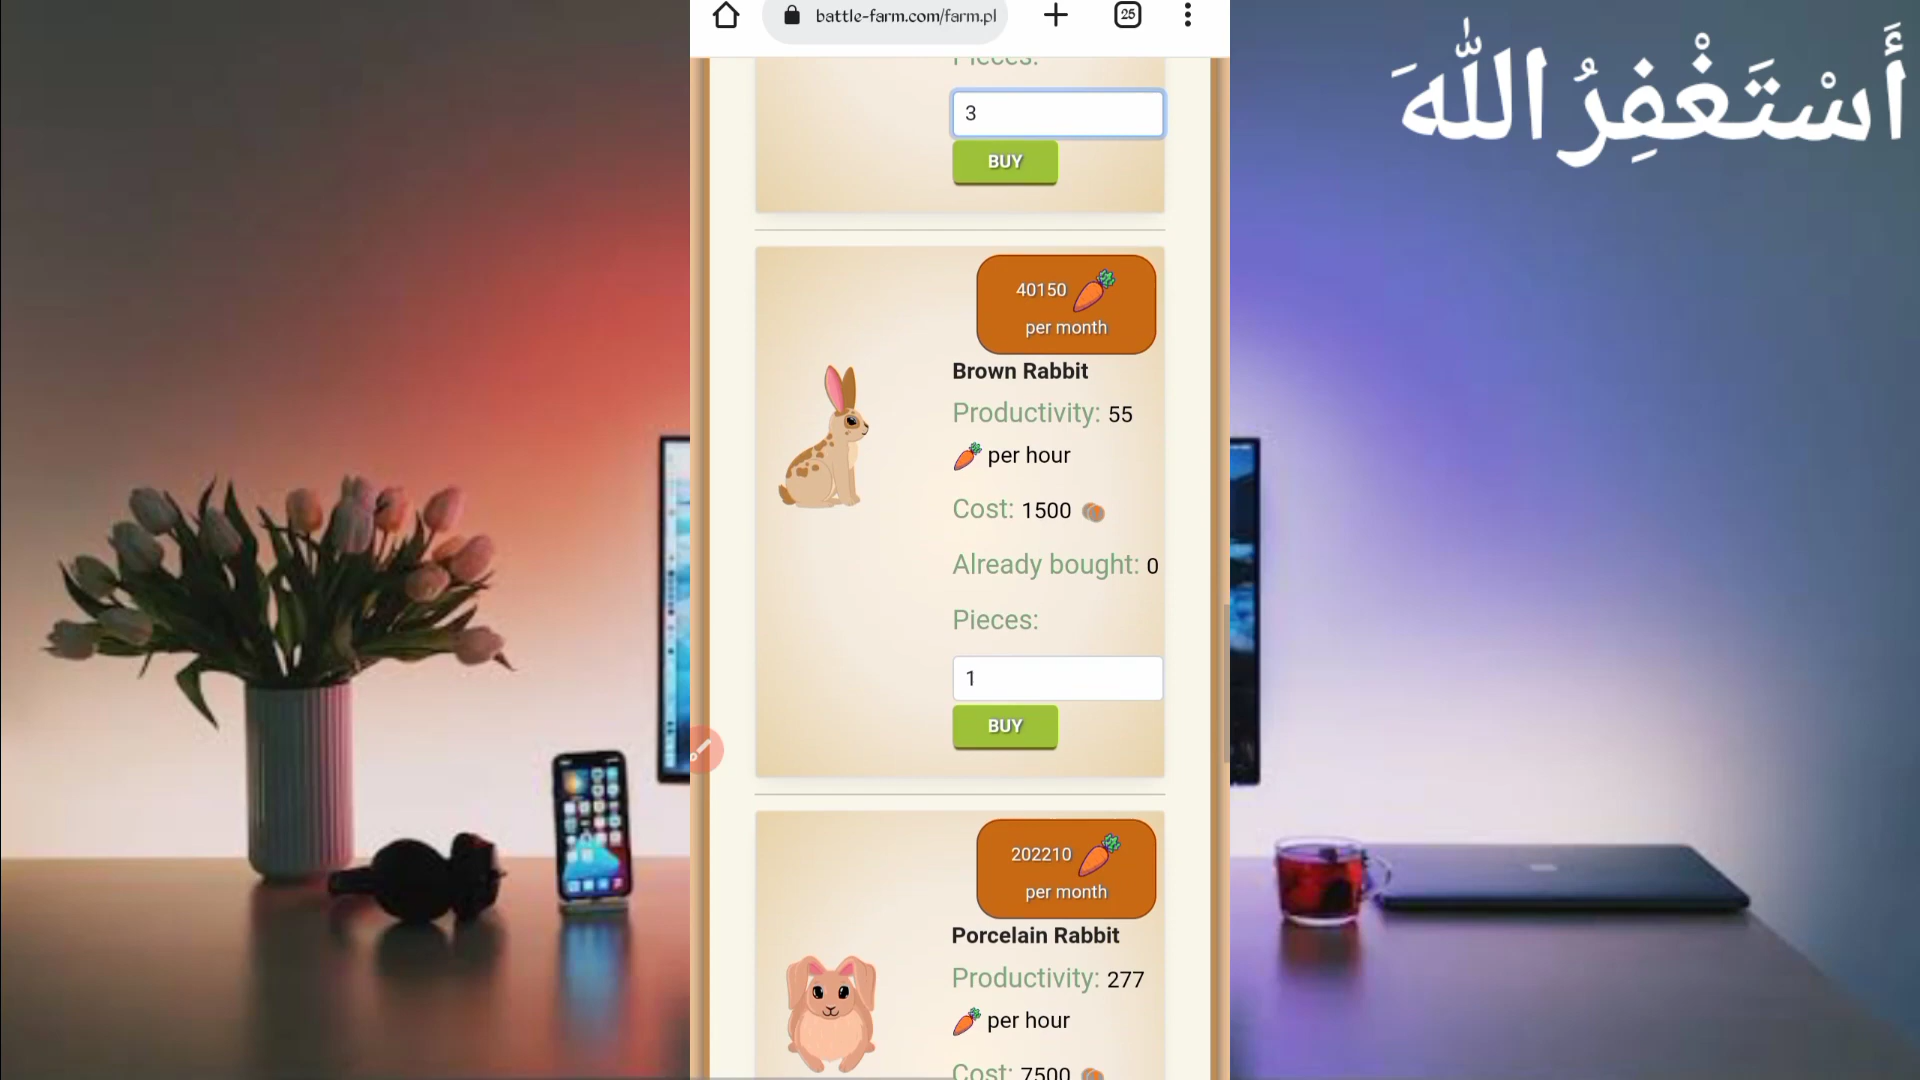 battle-farm.com/farm.pl
25
أَسْتَغْفِرُ اللّٰهَ
Pieces:
3
BUY
40150
per month
Brown Rabbit
Productivity: 55
per hour
Cost: 1500
Already bought: 0
Pieces:
1
BUY
202210
per month
Porcelain Rabbit
Productivity: 277
per hour
Cost: 7500